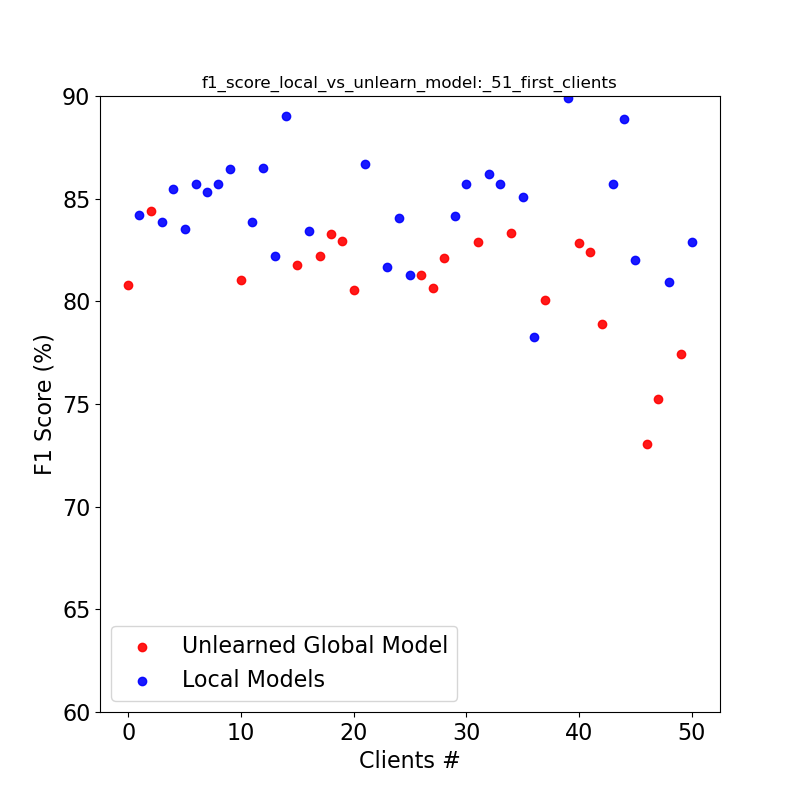 f1_score_local_vs_unlearn_model:_51_first_clients
90
85
80
75
70
65
60
F1 Score (%)
Unlearned Global Model
Local Models
0 10 20 30 40 50
Clients #